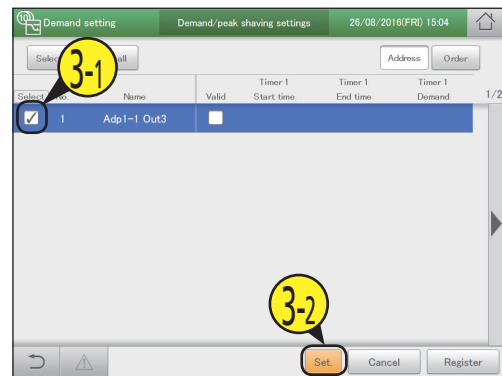 Demand setting Demand/peak shaving settings 26/08/2016(FRI) 15:04
3-1
all Address Order
Timer 1 Timer 1 Timer 1
Select No. Name Valid Start time End time Demand 1/2
1 Adp1-1 Out3
3-2
Set. Cancel Register